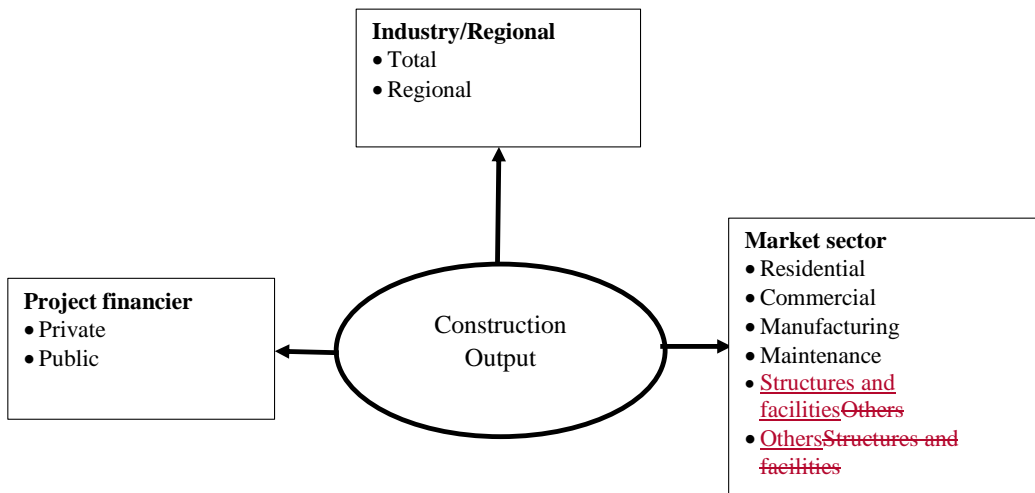 Industry/Regional
• Total
• Regional
Project financier
• Private
• Public
Construction
Output
Market sector
• Residential
• Commercial
• Manufacturing
• Maintenance
• Structures and
facilitiesOthers
• OthersStructures and
facilities